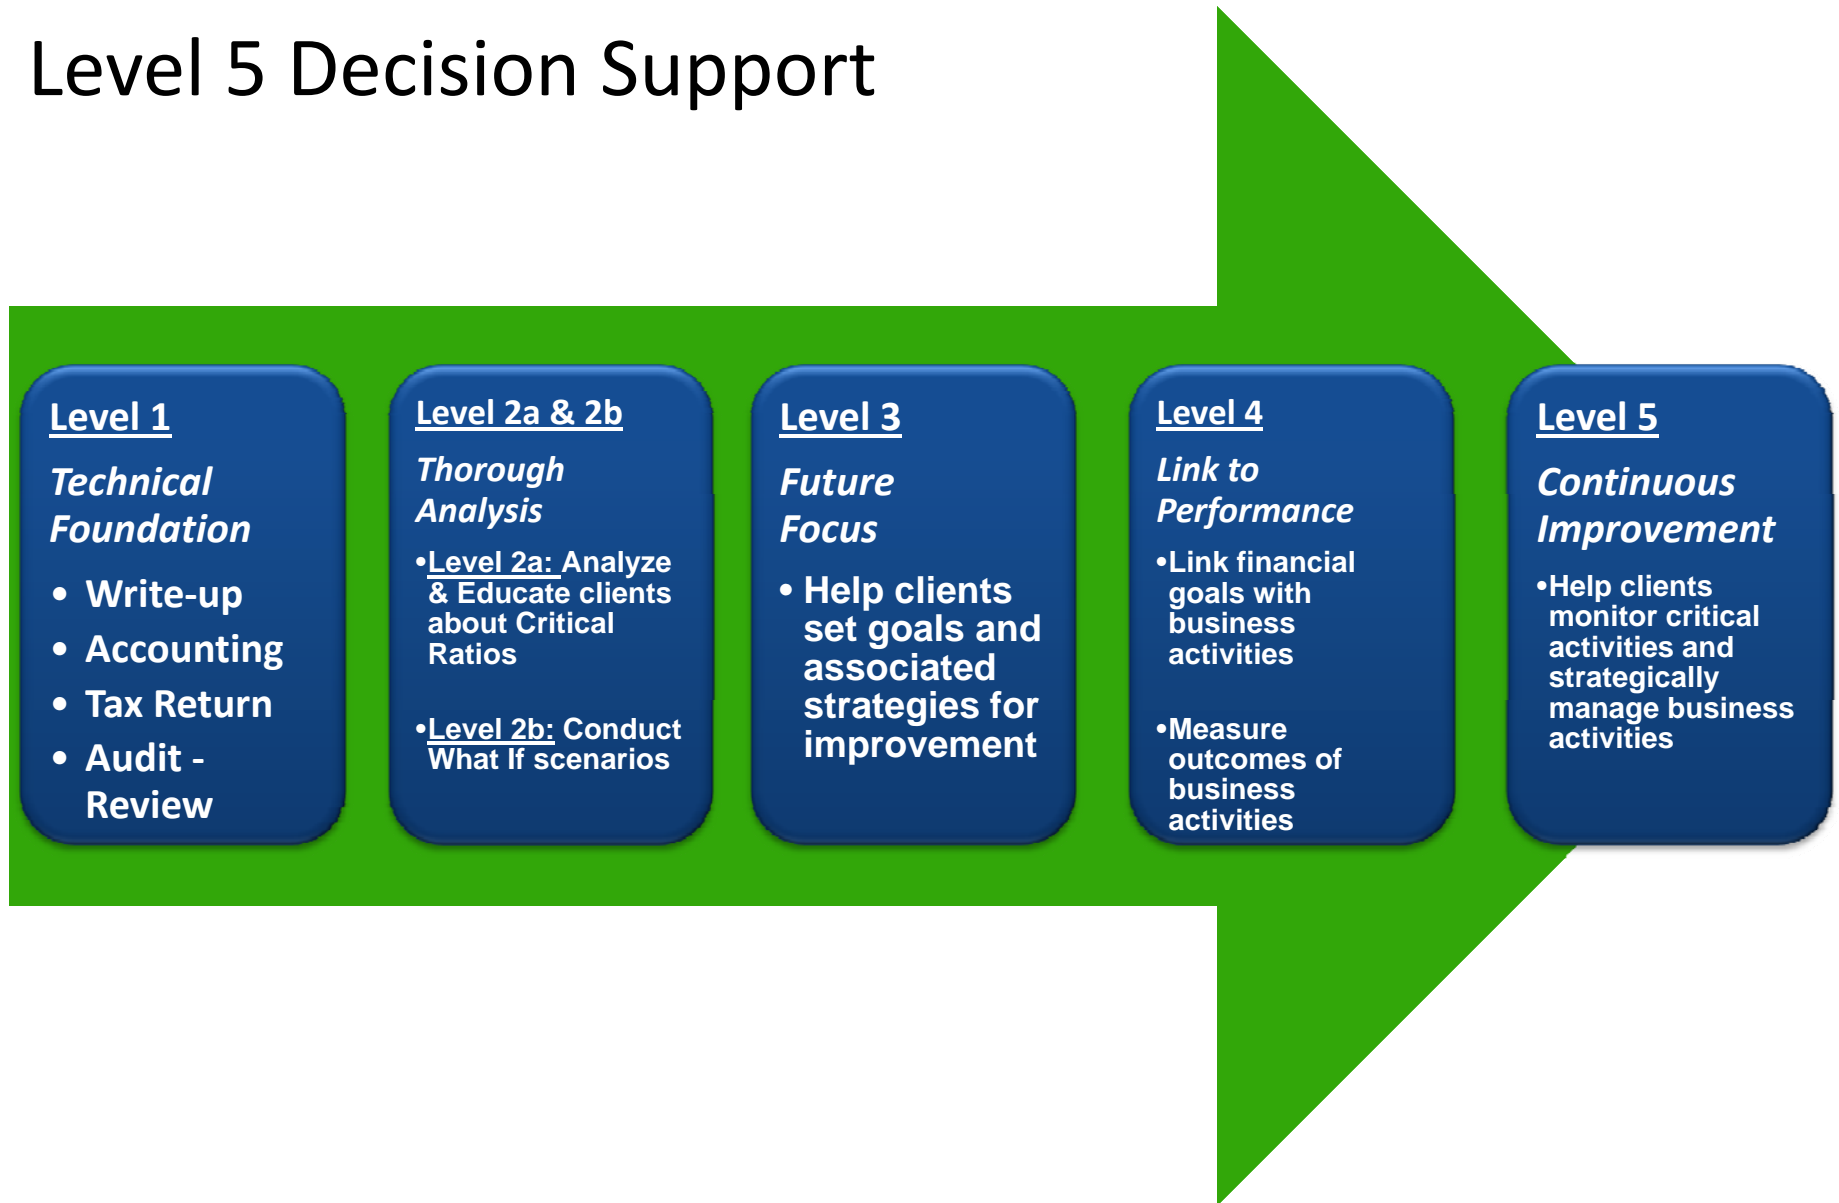 Level 5 Decision Support
Level 1
Technical
Foundation
• Write-up
• Accounting
• Tax Return
• Audit -
Review
Level 2a & 2b
Thorough
Analysis
•Level 2a: Analyze
& Educate clients
about Critical
Ratios
•Level 2b: Conduct
What If scenarios
Level 3
Future
Focus
• Help clients
set goals and
associated
strategies for
improvement
Level 4
Link to
Performance
•Link financial
goals with
business
activities
•Measure
outcomes of
business
activities
Level 5
Continuous
Improvement
•Help clients
monitor critical
activities and
strategically
manage business
activities